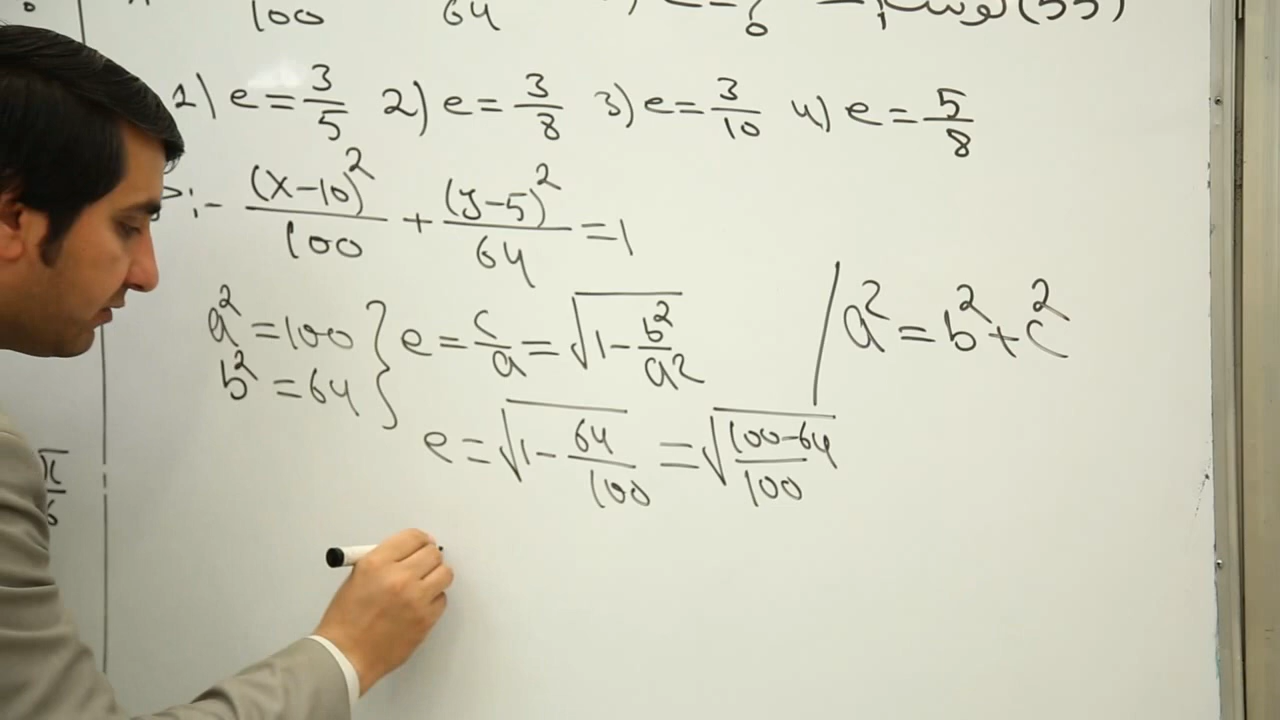 100 64
1) e = 3/5 2) e = 3/8 3) e = 3/10 4) e = 5/8
(x-10)²/100 + (y-5)²/64 = 1
a² = 100
b² = 64 } e = c/a = √(1 - b²/a²) / a² = b² + c²
e = √(1 - 64/100) = √((100-64)/100)
π/6